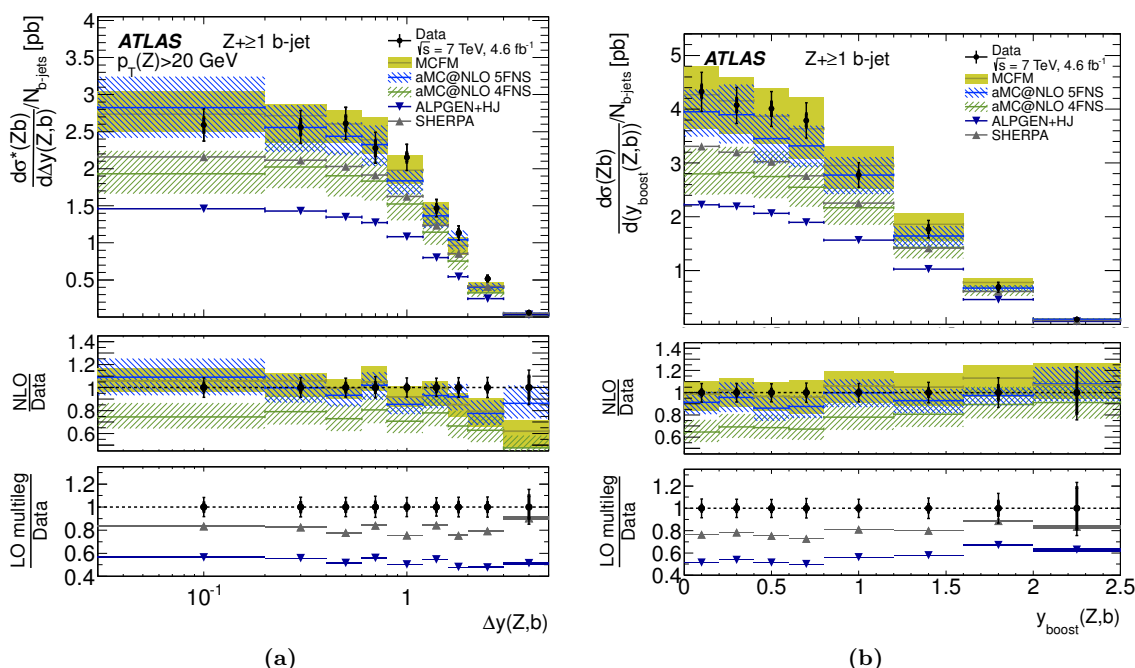 ATLAS Z+≥1 b-jet
p_T(Z)>20 GeV
Data
√s = 7 TeV, 4.6 fb⁻¹
MCFM
aMC@NLO 5FNS
aMC@NLO 4FNS
ALPGEN+HJ
SHERPA
dσ*(Zb)/dΔy(Z,b) /N_b-jets [pb]
4
3.5
3
2.5
2
1.5
1
0.5
NLO/Data
1.4
1.2
1
0.8
0.6
LO multileg/Data
1.4
1.2
1
0.8
0.6
0.4
10⁻¹ 1
Δy(Z,b)
(a)
ATLAS Z+≥1 b-jet
Data
√s = 7 TeV, 4.6 fb⁻¹
MCFM
aMC@NLO 5FNS
aMC@NLO 4FNS
ALPGEN+HJ
SHERPA
dσ(Zb)/d(y_boost(Z,b)) /N_b-jets [pb]
5
4
3
2
1
NLO/Data
1.4
1.2
1
0.8
0.6
LO multileg/Data
1.4
1.2
1
0.8
0.6
0.4
0 0.5 1 1.5 2 2.5
y_boost(Z,b)
(b)